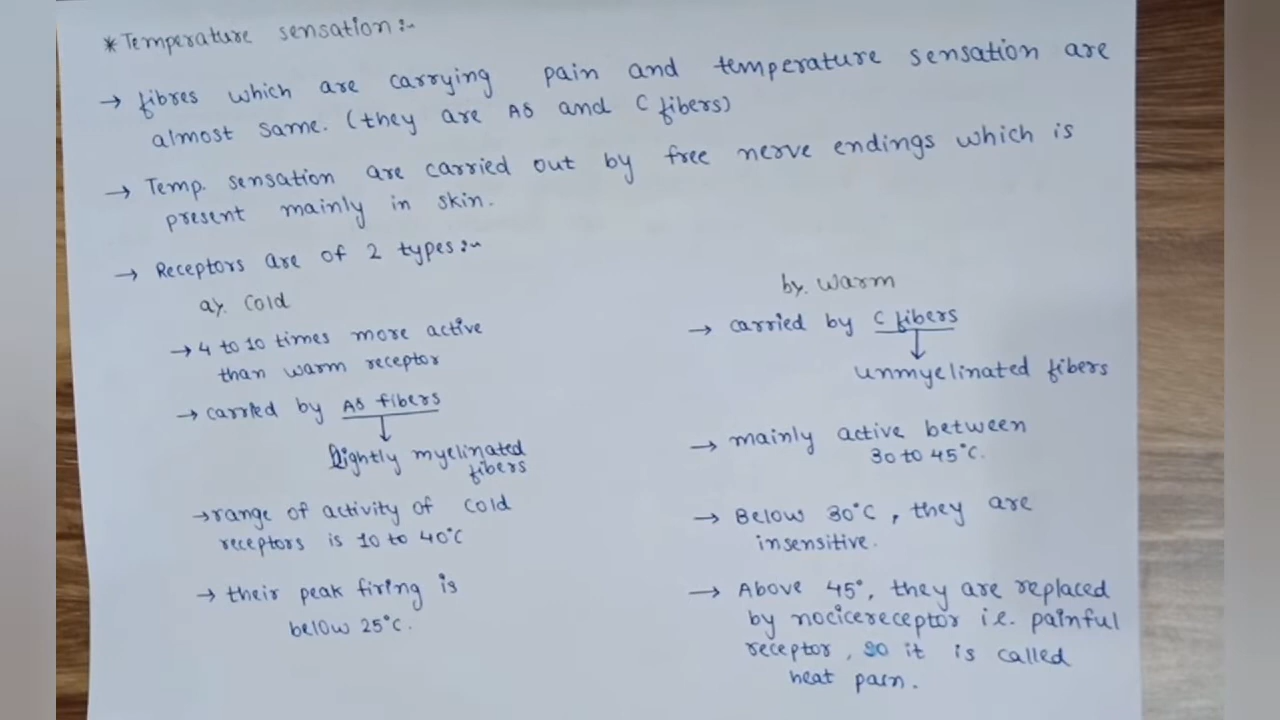 *Temperature sensation:-
→ fibres which are carrying pain and temperature sensation are
almost same. (they are Aδ and C fibers)
→ Temp. sensation are carried out by free nerve endings which is
present mainly in skin.
→ Receptors are of 2 types:-
a). Cold
→ 4 to 10 times more active
than warm receptor
→ carried by Aδ fibers
↓
Lightly myelinated
fibers
→ range of activity of cold
receptors is 10 to 40°C
→ their peak firing is
below 25°C.
b). Warm
→ carried by C fibers
↓
Unmyelinated fibers
→ mainly active between
30 to 45°C.
→ Below 30°C, they are
insensitive.
→ Above 45°, they are replaced
by nocicereceptor i.e. painful
receptor, so it is called
heat pain.